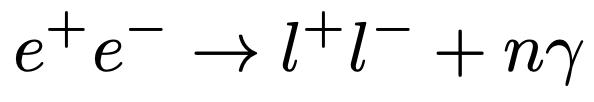 e⁺e⁻ → l⁺l⁻ + nγ